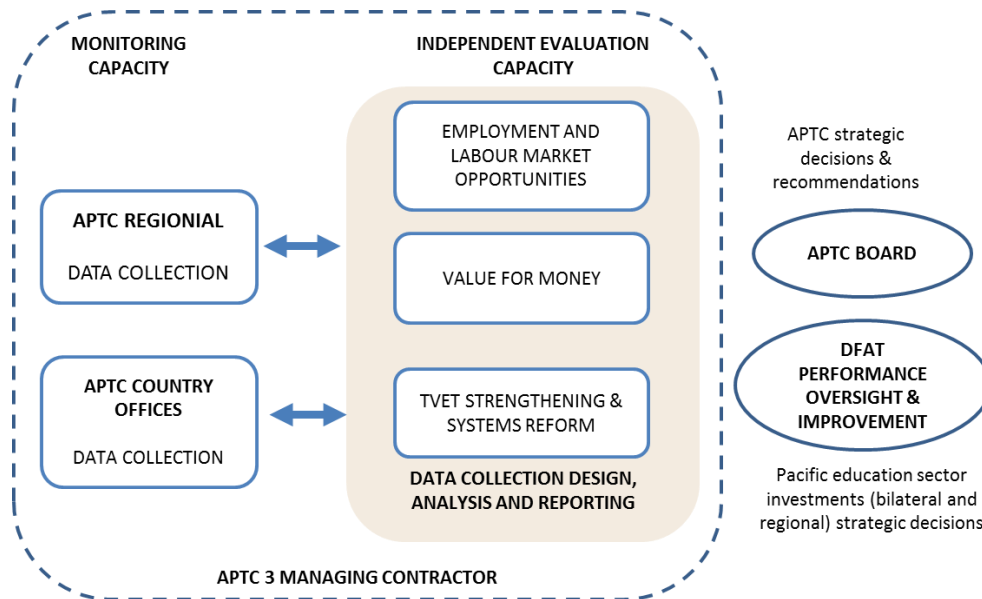 MONITORING
CAPACITY
INDEPENDENT EVALUATION
CAPACITY
EMPLOYMENT AND
LABOUR MARKET
OPPORTUNITIES
APTC REGIONIAL
DATA COLLECTION
VALUE FOR MONEY
APTC COUNTRY
OFFICES
DATA COLLECTION
TVET STRENGTHENING &
SYSTEMS REFORM
DATA COLLECTION DESIGN,
ANALYSIS AND REPORTING
APTC 3 MANAGING CONTRACTOR
APTC strategic
decisions &
recommendations
APTC BOARD
DFAT
PERFORMANCE
OVERSIGHT &
IMPROVEMENT
Pacific education sector
investments (bilateral and
regional) strategic decisions